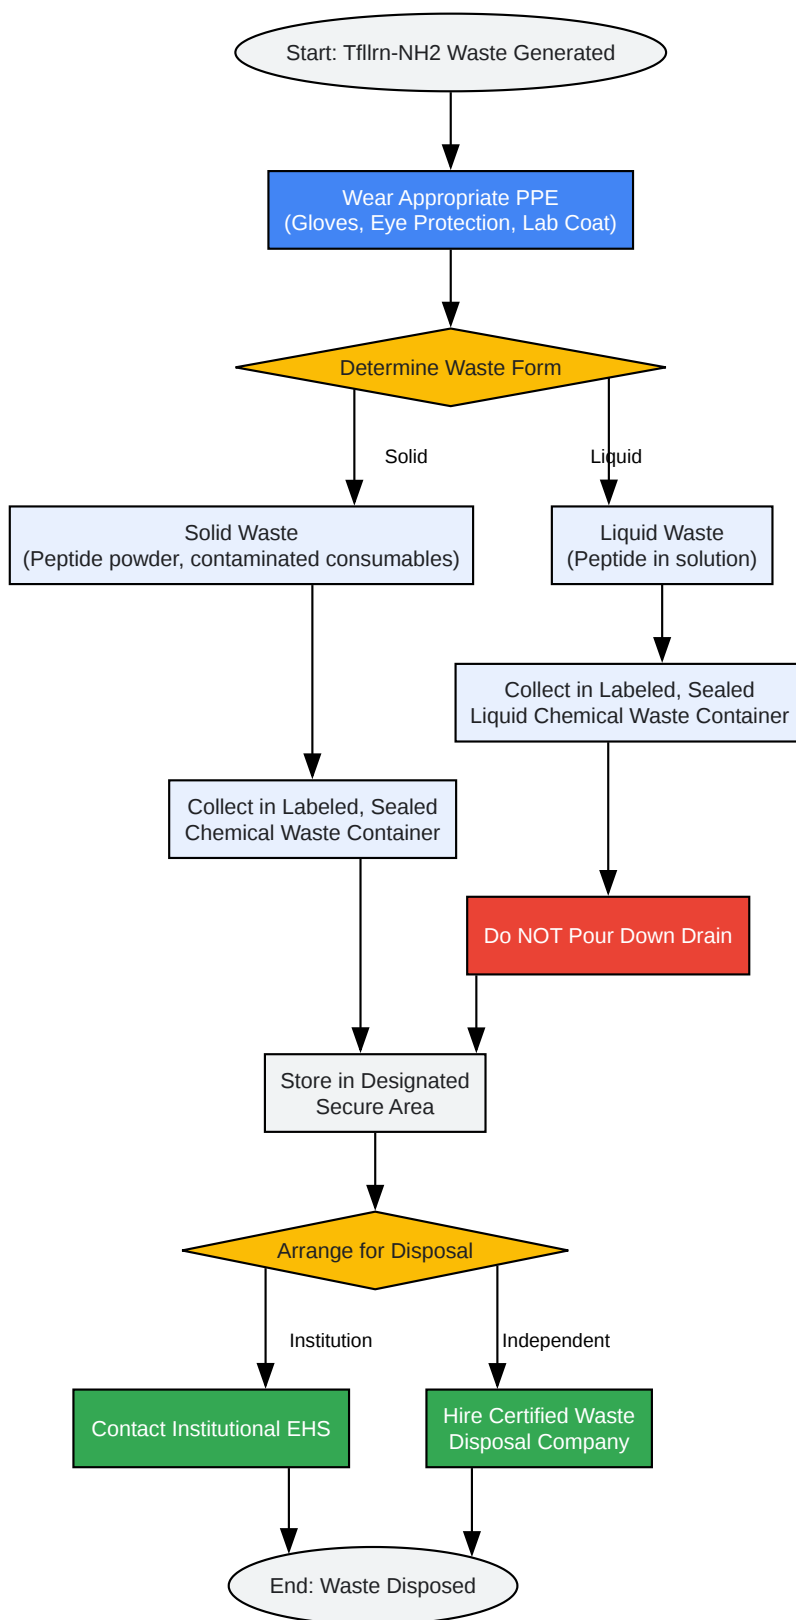 Start: Tfllrn-NH2 Waste Generated
Wear Appropriate PPE
(Gloves, Eye Protection, Lab Coat)
Determine Waste Form
Solid
Liquid
Solid Waste
(Peptide powder, contaminated consumables)
Liquid Waste
(Peptide in solution)
Collect in Labeled, Sealed
Liquid Chemical Waste Container
Collect in Labeled, Sealed
Chemical Waste Container
Do NOT Pour Down Drain
Store in Designated
Secure Area
Arrange for Disposal
Institution
Independent
Contact Institutional EHS
Hire Certified Waste
Disposal Company
End: Waste Disposed